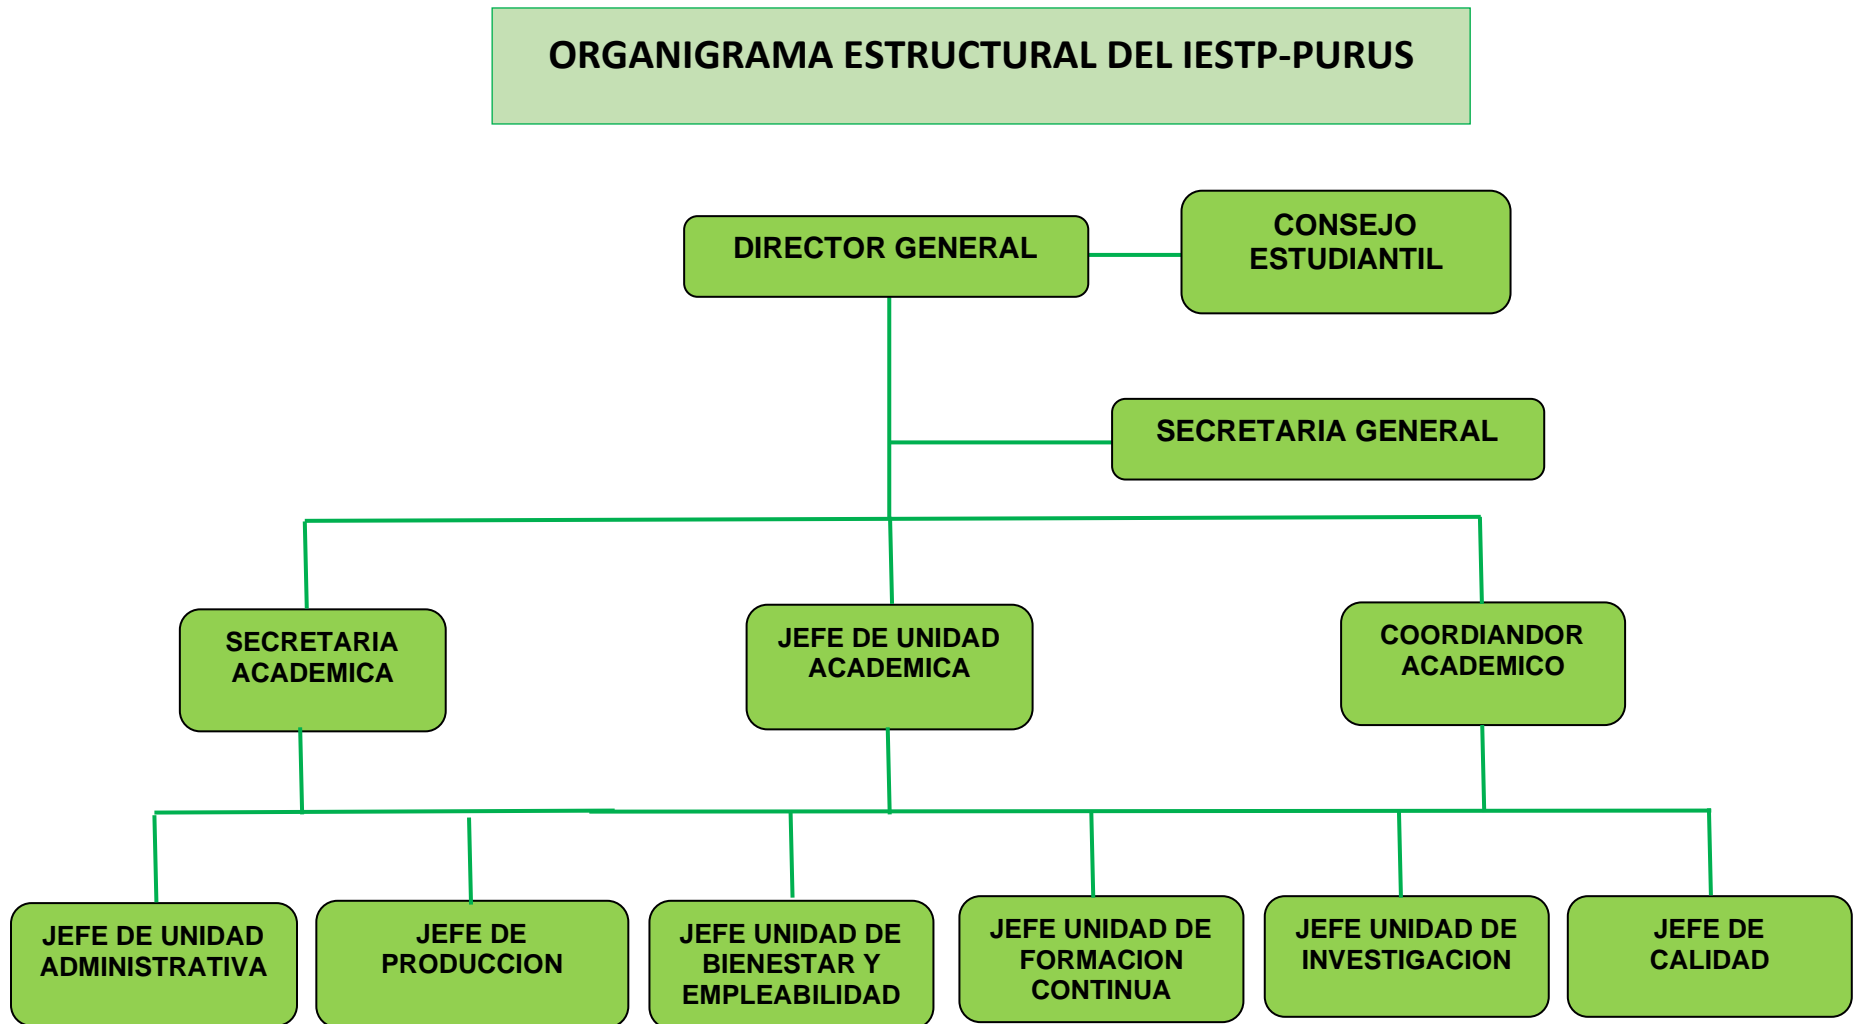 ORGANIGRAMA ESTRUCTURAL DEL IESTP-PURUS
DIRECTOR GENERAL
CONSEJO
ESTUDIANTIL
SECRETARIA GENERAL
SECRETARIA
ACADEMICA
JEFE DE UNIDAD
ACADEMICA
COORDIANDOR
ACADEMICO
JEFE DE UNIDAD
ADMINISTRATIVA
JEFE DE
PRODUCCION
JEFE UNIDAD DE
BIENESTAR Y
EMPLEABILIDAD
JEFE UNIDAD DE
FORMACION
CONTINUA
JEFE UNIDAD DE
INVESTIGACION
JEFE DE
CALIDAD